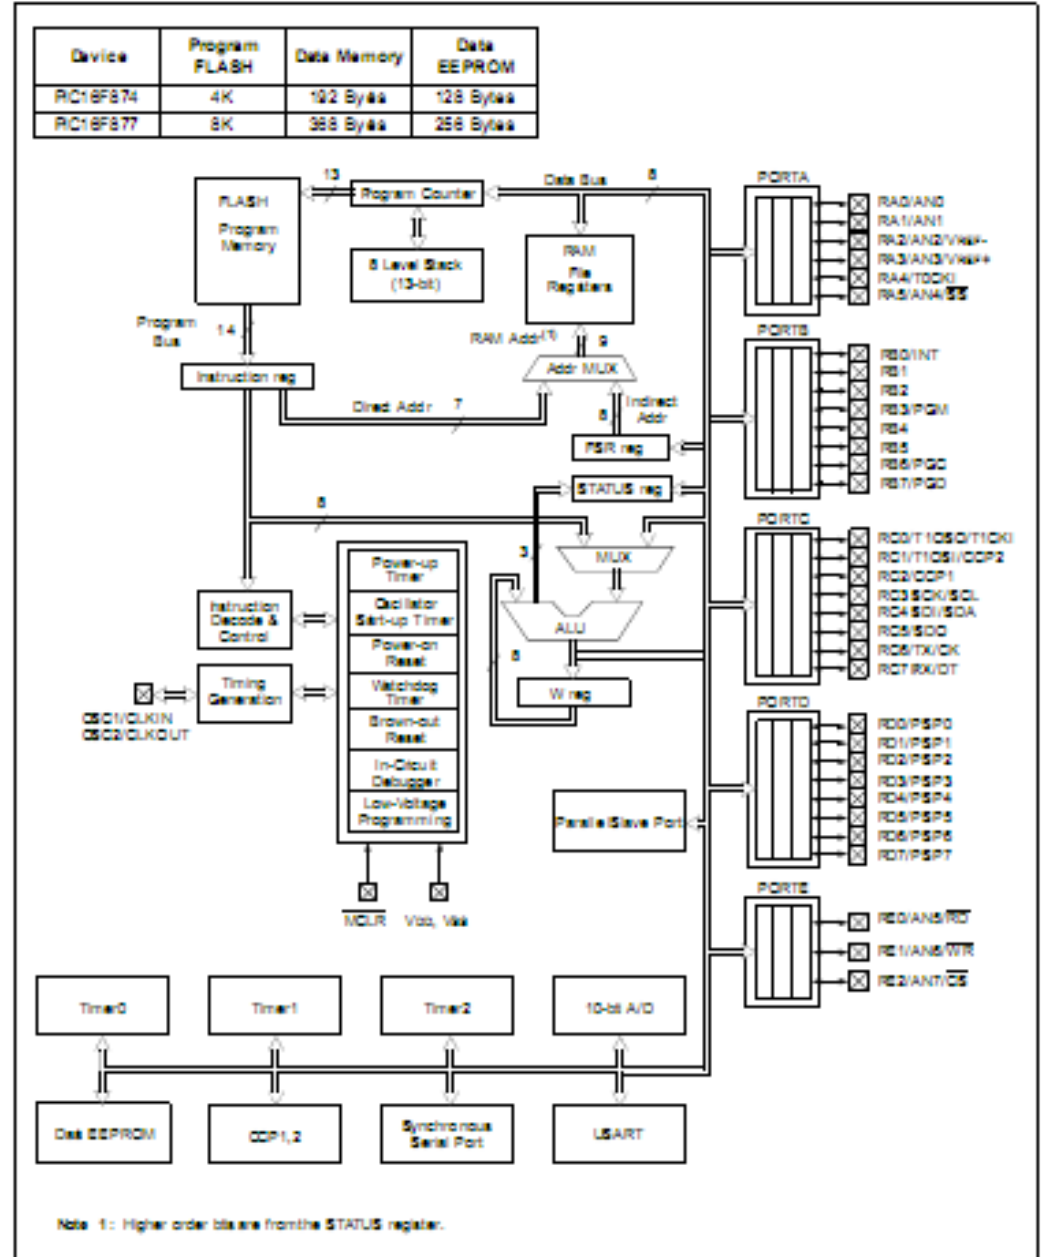 Device
Program
FLASH
Data Memory
Data
EEPROM
PIC16F874
4K
192 Bytes
128 Bytes
PIC16F877
8K
368 Bytes
256 Bytes
FLASH
Program
Memory
13
Program Counter
Data Bus
8
8 Level Stack
(13-bit)
RAM
File
Registers
Program
Bus
14
RAM Addr(1)
9
Addr MUX
Instruction reg
Direct Addr
7
8
Indirect
Addr
FSR reg
STATUS reg
8
3
MUX
ALU
8
W reg
Power-up
Timer
Oscillator
Start-up Timer
Power-on
Reset
Watchdog
Timer
Brown-out
Reset
In-Circuit
Debugger
Low-Voltage
Programming
Instruction
Decode &
Control
Timing
Generation
OSC1/CLKIN
OSC2/CLKOUT
MCLR
VDD, VSS
Parallel Slave Port
PORTA
RA0/AN0
RA1/AN1
RA2/AN2/VREF-
RA3/AN3/VREF+
RA4/T0CKI
RA5/AN4/SS
PORTB
RB0/INT
RB1
RB2
RB3/PGM
RB4
RB5
RB6/PGC
RB7/PGD
PORTC
RC0/T1OSO/T1CKI
RC1/T1OSI/CCP2
RC2/CCP1
RC3/SCK/SCL
RC4/SDI/SDA
RC5/SDO
RC6/TX/CK
RC7/RX/DT
PORTD
RD0/PSP0
RD1/PSP1
RD2/PSP2
RD3/PSP3
RD4/PSP4
RD5/PSP5
RD6/PSP6
RD7/PSP7
PORTE
RE0/AN5/RD
RE1/AN6/WR
RE2/AN7/CS
Timer0
Timer1
Timer2
10-bit A/D
Data EEPROM
CCP1,2
Synchronous
Serial Port
USART
Note 1: Higher order bits are from the STATUS register.